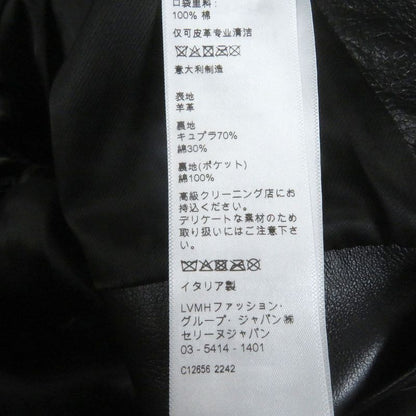 口袋里料：
100% 棉
仅可皮革专业清洁
意大利制造
表地
羊革
裏地
キュプラ70%
綿30%
裏地(ポケット)
綿100%
高級クリーニング店にお
持込ください。
デリケートな素材のため
取り扱いにはご注意下さ
い。
イタリア製
LVMHファッション・
グループ・ジャパン㈱
セリーヌジャパン
03 - 5414 - 1401
C12656 2242